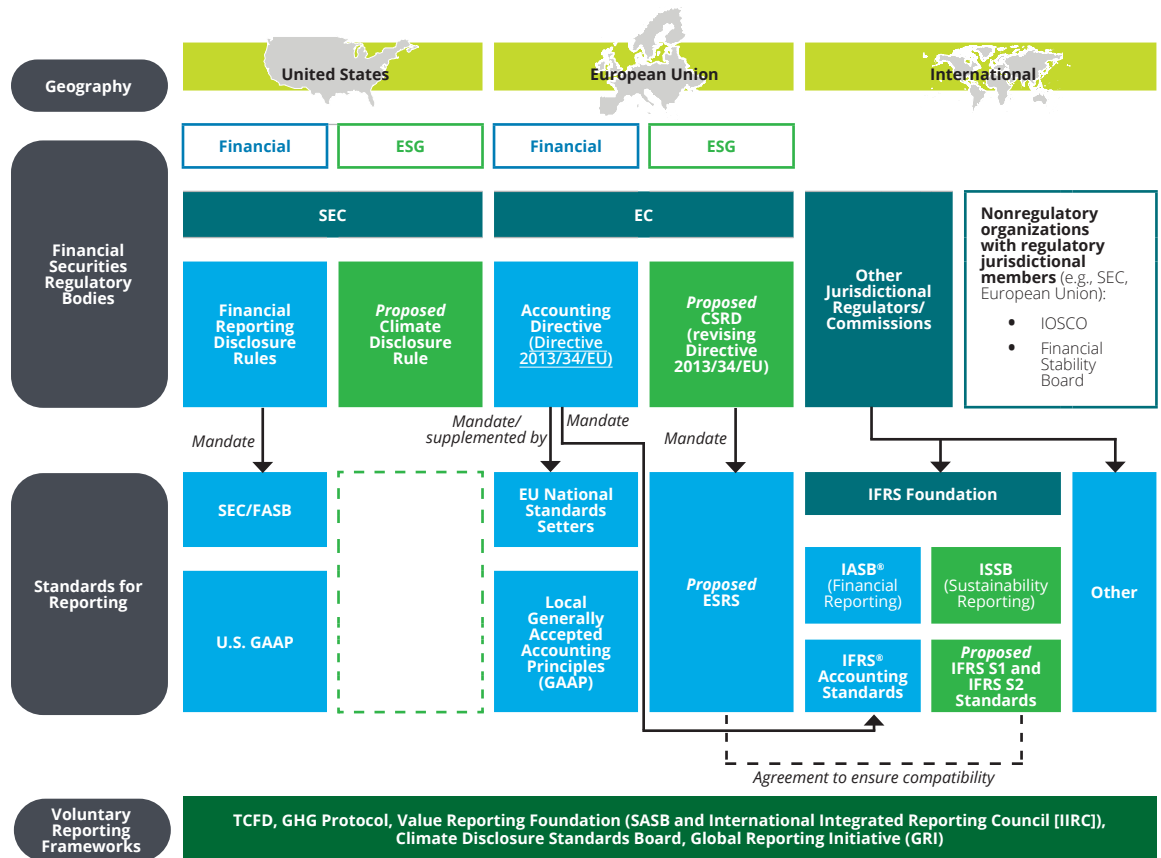 United States
European Union
International
Geography
Financial
ESG
Financial
ESG
Financial
Securities
Regulatory
Bodies
SEC
EC
Other
Jurisdictional
Regulators/
Commissions
Nonregulatory
organizations
with regulatory
jurisdictional
members (e.g., SEC,
European Union):
• IOSCO
• Financial
Stability
Board
Financial
Reporting
Disclosure
Rules
Proposed
Climate
Disclosure
Rule
Accounting
Directive
(Directive
2013/34/EU)
Proposed
CSRD
(revising
Directive
2013/34/EU)
Mandate
Mandate/
supplemented by
Mandate
Mandate
Standards for
Reporting
SEC/FASB
U.S. GAAP
EU National
Standards
Setters
Local
Generally
Accepted
Accounting
Principles
(GAAP)
Proposed
ESRS
IFRS Foundation
IASB®
(Financial
Reporting)
ISSB
(Sustainability
Reporting)
IFRS®
Accounting
Standards
Proposed
IFRS S1 and
IFRS S2
Standards
Other
Agreement to ensure compatibility
Voluntary
Reporting
Frameworks
TCFD, GHG Protocol, Value Reporting Foundation (SASB and International Integrated Reporting Council [IIRC]),
Climate Disclosure Standards Board, Global Reporting Initiative (GRI)